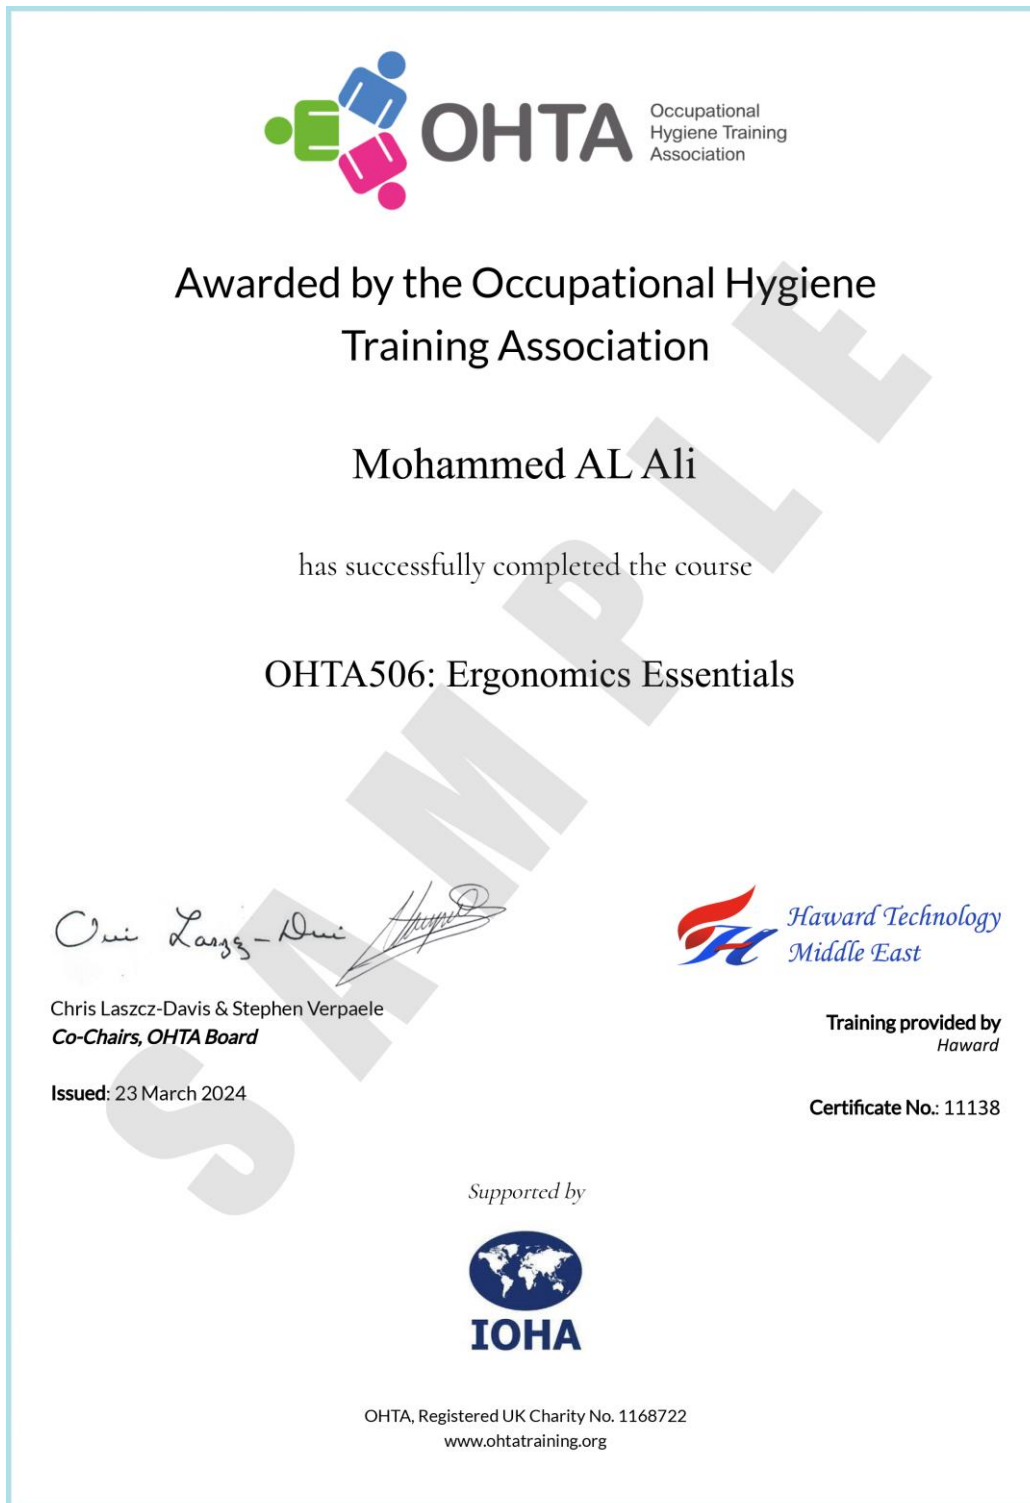 OHTA
Occupational
Hygiene Training
Association
Awarded by the Occupational Hygiene
Training Association
Mohammed AL Ali
has successfully completed the course
OHTA506: Ergonomics Essentials
SAMPLE
Haward Technology
Middle East
Chris Laszcz-Davis & Stephen Verpaele
Co-Chairs, OHTA Board
Issued: 23 March 2024
Training provided by
Haward
Certificate No.: 11138
Supported by
IOHA
OHTA, Registered UK Charity No. 1168722
www.ohtatraining.org